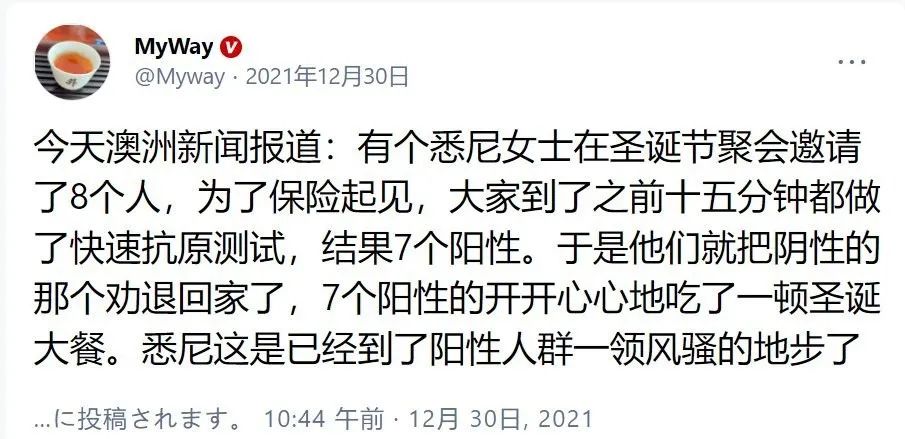 MyWay
@Myway · 2021年12月30日
今天澳洲新闻报道：有个悉尼女士在圣诞节聚会邀请
了8个人，为了保险起见，大家到了之前十五分钟都做
了快速抗原测试，结果7个阳性。于是他们就把阴性的
那个劝退回家了，7个阳性的开开心心地吃了一顿圣诞
大餐。悉尼这是已经到了阳性人群一领风骚的地步了
...に投稿されます。 10:44 午前 · 12月 30日, 2021